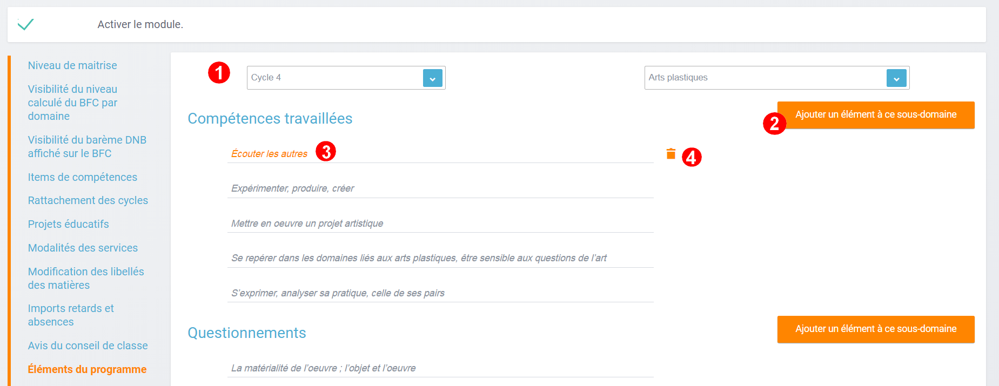 Activer le module.
Niveau de maitrise
Visibilité du niveau
calculé du BFC par
domaine
Visibilité du barème DNB
affiché sur le BFC
Items de compétences
Rattachement des cycles
Projets éducatifs
Modalités des services
Modification des libellés
des matières
Imports retards et
absences
Avis du conseil de classe
Éléments du programme
1
Cycle 4
Arts plastiques
Compétences travaillées
2
Ajouter un élément à ce sous-domaine
Écouter les autres
3
4
Expérimenter, produire, créer
Mettre en oeuvre un projet artistique
Se repérer dans les domaines liés aux arts plastiques, être sensible aux questions de l'art
S'exprimer, analyser sa pratique, celle de ses pairs
Questionnements
Ajouter un élément à ce sous-domaine
La matérialité de l'oeuvre ; l'objet et l'oeuvre